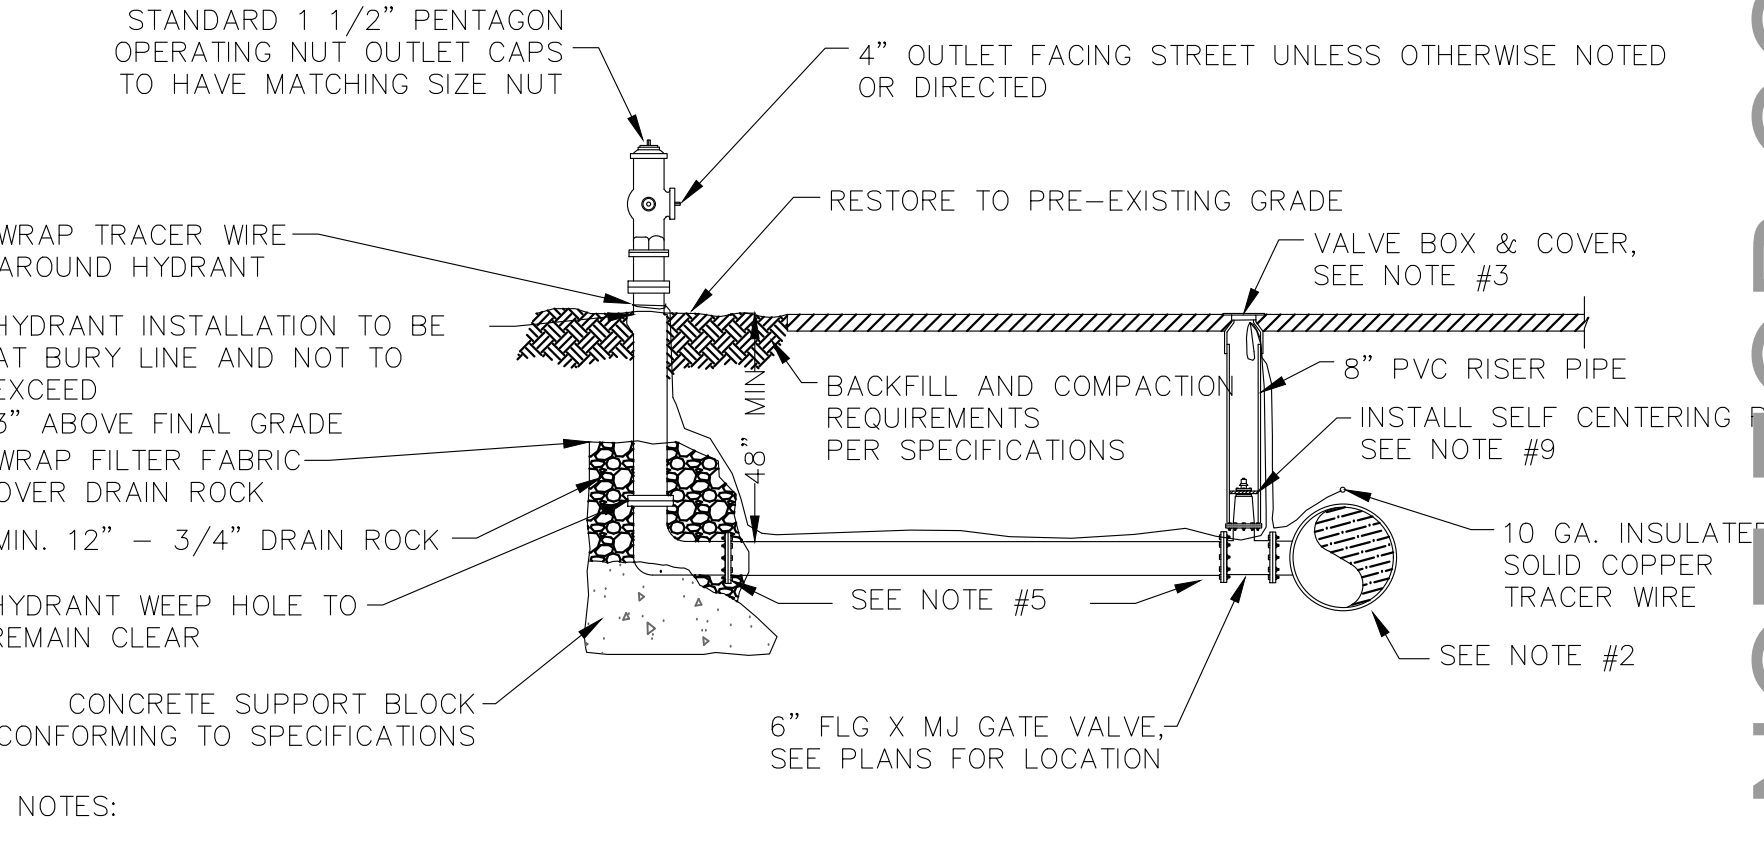 STANDARD 1 1/2” PENTAGON
OPERATING NUT OUTLET CAPS
TO HAVE MATCHING SIZE NUT
4” OUTLET FACING STREET UNLESS OTHERWISE NOTED
OR DIRECTED
RESTORE TO PRE-EXISTING GRADE
WRAP TRACER WIRE
AROUND HYDRANT
VALVE BOX & COVER,
SEE NOTE #3
HYDRANT INSTALLATION TO BE
AT BURY LINE AND NOT TO
EXCEED
3” ABOVE FINAL GRADE
48” MIN
BACKFILL AND COMPACTION
REQUIREMENTS
PER SPECIFICATIONS
8” PVC RISER PIPE
INSTALL SELF CENTERING
SEE NOTE #9
WRAP FILTER FABRIC
OVER DRAIN ROCK
MIN. 12” – 3/4” DRAIN ROCK
10 GA. INSULATED
SOLID COPPER
TRACER WIRE
HYDRANT WEEP HOLE TO
REMAIN CLEAR
SEE NOTE #5
SEE NOTE #2
CONCRETE SUPPORT BLOCK
CONFORMING TO SPECIFICATIONS
6” FLG X MJ GATE VALVE,
SEE PLANS FOR LOCATION
NOTES: